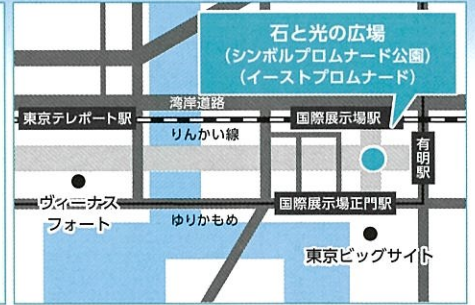 石と光の広場
(シンボルプロムナード公園)
(イーストプロムナード)
湾岸道路
東京テレポート駅
国際展示場駅
りんかい線
有明駅
ヴィーナス
フォート
国際展示場正門駅
ゆりかもめ
東京ビッグサイト